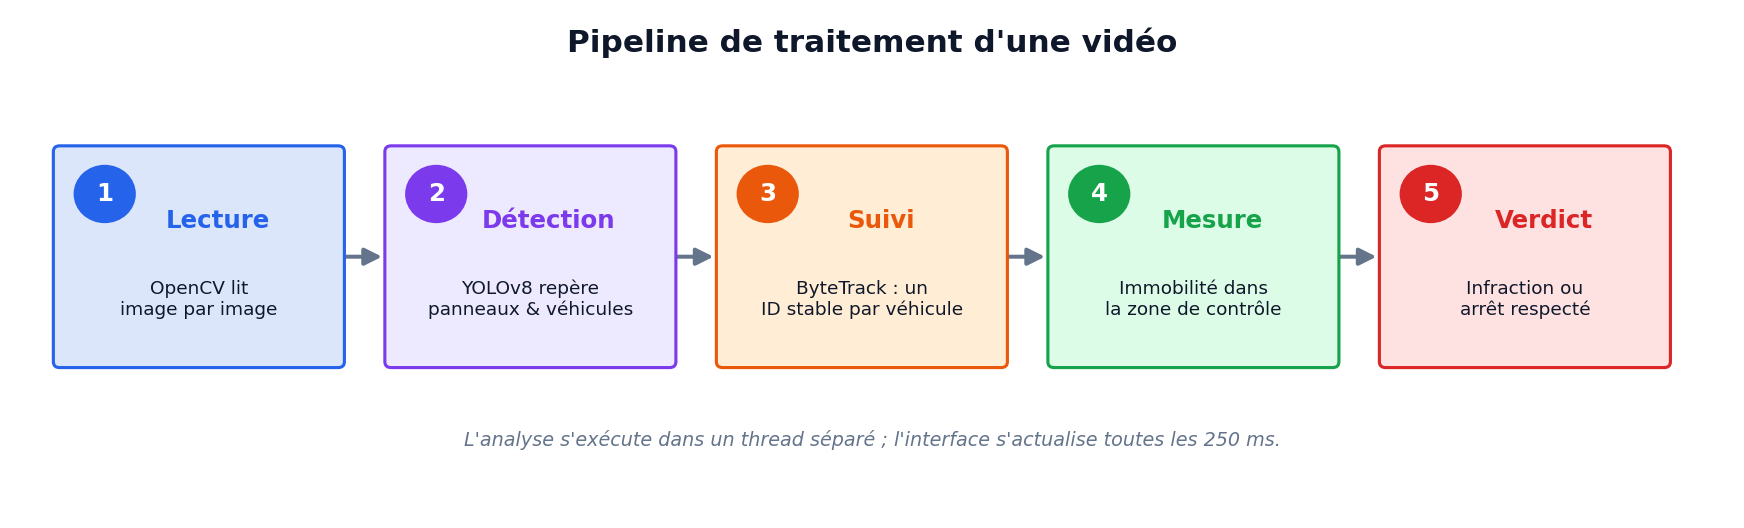 Pipeline de traitement d'une vidéo
1
Lecture
OpenCV lit
image par image
2
Détection
YOLOv8 repère
panneaux & véhicules
3
Suivi
ByteTrack : un
ID stable par véhicule
4
Mesure
Immobilité dans
la zone de contrôle
5
Verdict
Infraction ou
arrêt respecté
L'analyse s'exécute dans un thread séparé ; l'interface s'actualise toutes les 250 ms.